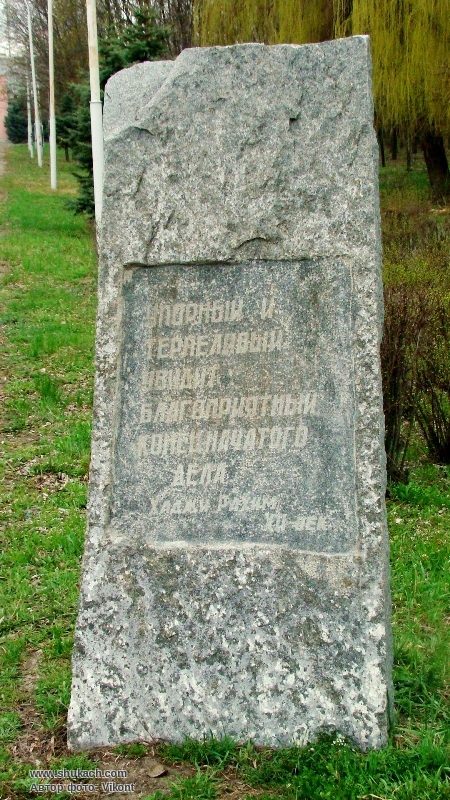 УПОРНЫЙ И
ТЕРПЕЛИВЫЙ
УВИДИТ
БЛАГОПРИЯТНЫЙ
КОНЕЦ НАЧАТОГО
ДЕЛА
ХАДЖИ РАХИМ
XII ВЕК
www.shukach.com
Автор фото: Vikont